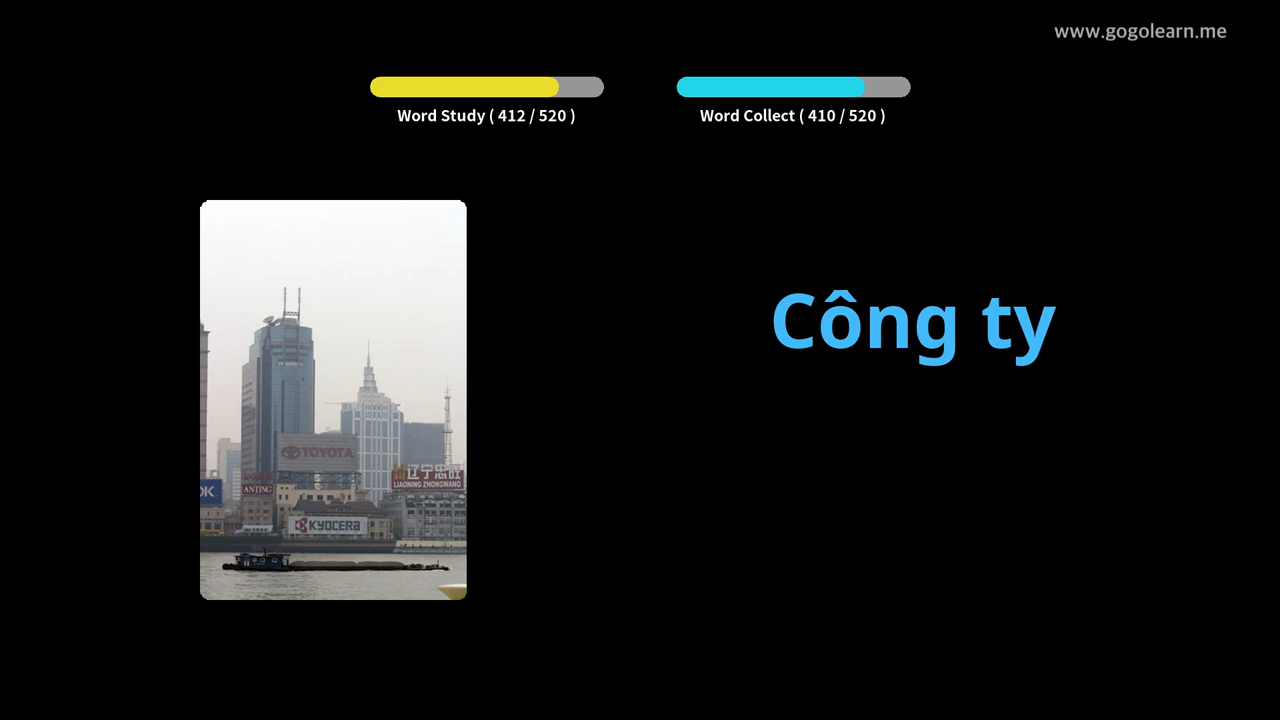 www.gogolearn.me
Word Study ( 412 / 520 )
Word Collect ( 410 / 520 )
Công ty
TOYOTA
辽宁忠旺
LIAONING ZHONGWANG
ANTING
KYOCERA